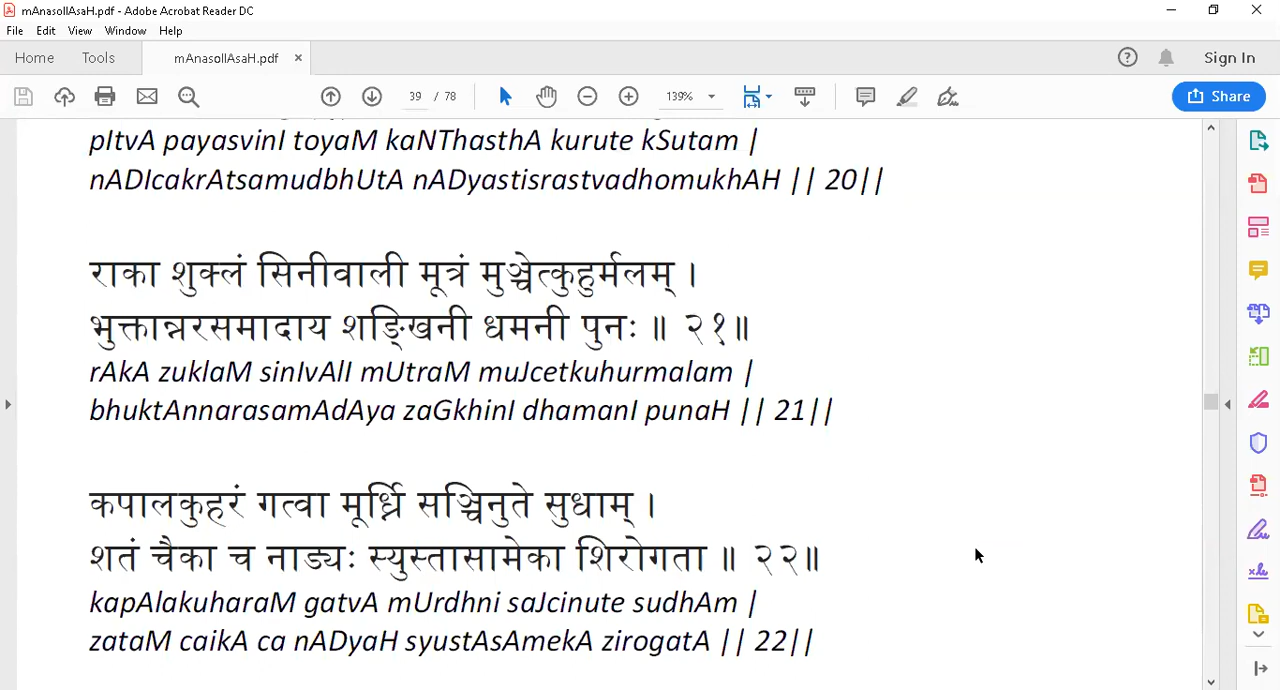 mAnasollAsaH.pdf - Adobe Acrobat Reader DC
File Edit View Window Help
Home Tools mAnasollAsaH.pdf × Sign In
39 / 78 139% Share
pItvA payasvinI toyaM kaNThasthA kurute kSutam |
nADIcakrAtsamudbhUtA nADyastisrastvadhomukhAH || 20||
राका शुक्लं सिनीवाली मूत्रं मुञ्चेत्कुहुर्मलम् ।
भुक्तान्नरसमादाय शङ्खिनी धमनी पुनः ॥ २१॥
rAkA zuklaM sinIvAlI mUtraM muJcetkuhurmalam |
bhuktAnnarasamAdAya zaGkhinI dhamanI punaH || 21||
कपालकुहरं गत्वा मूर्ध्नि सञ्चिनुते सुधाम् ।
शतं चैका च नाड्यः स्युस्तासामेका शिरोगता ॥ २२॥
kapAlakuharaM gatvA mUrdhni saJcinute sudhAm |
zataM caikA ca nADyaH syustAsAmekA zirogatA || 22||